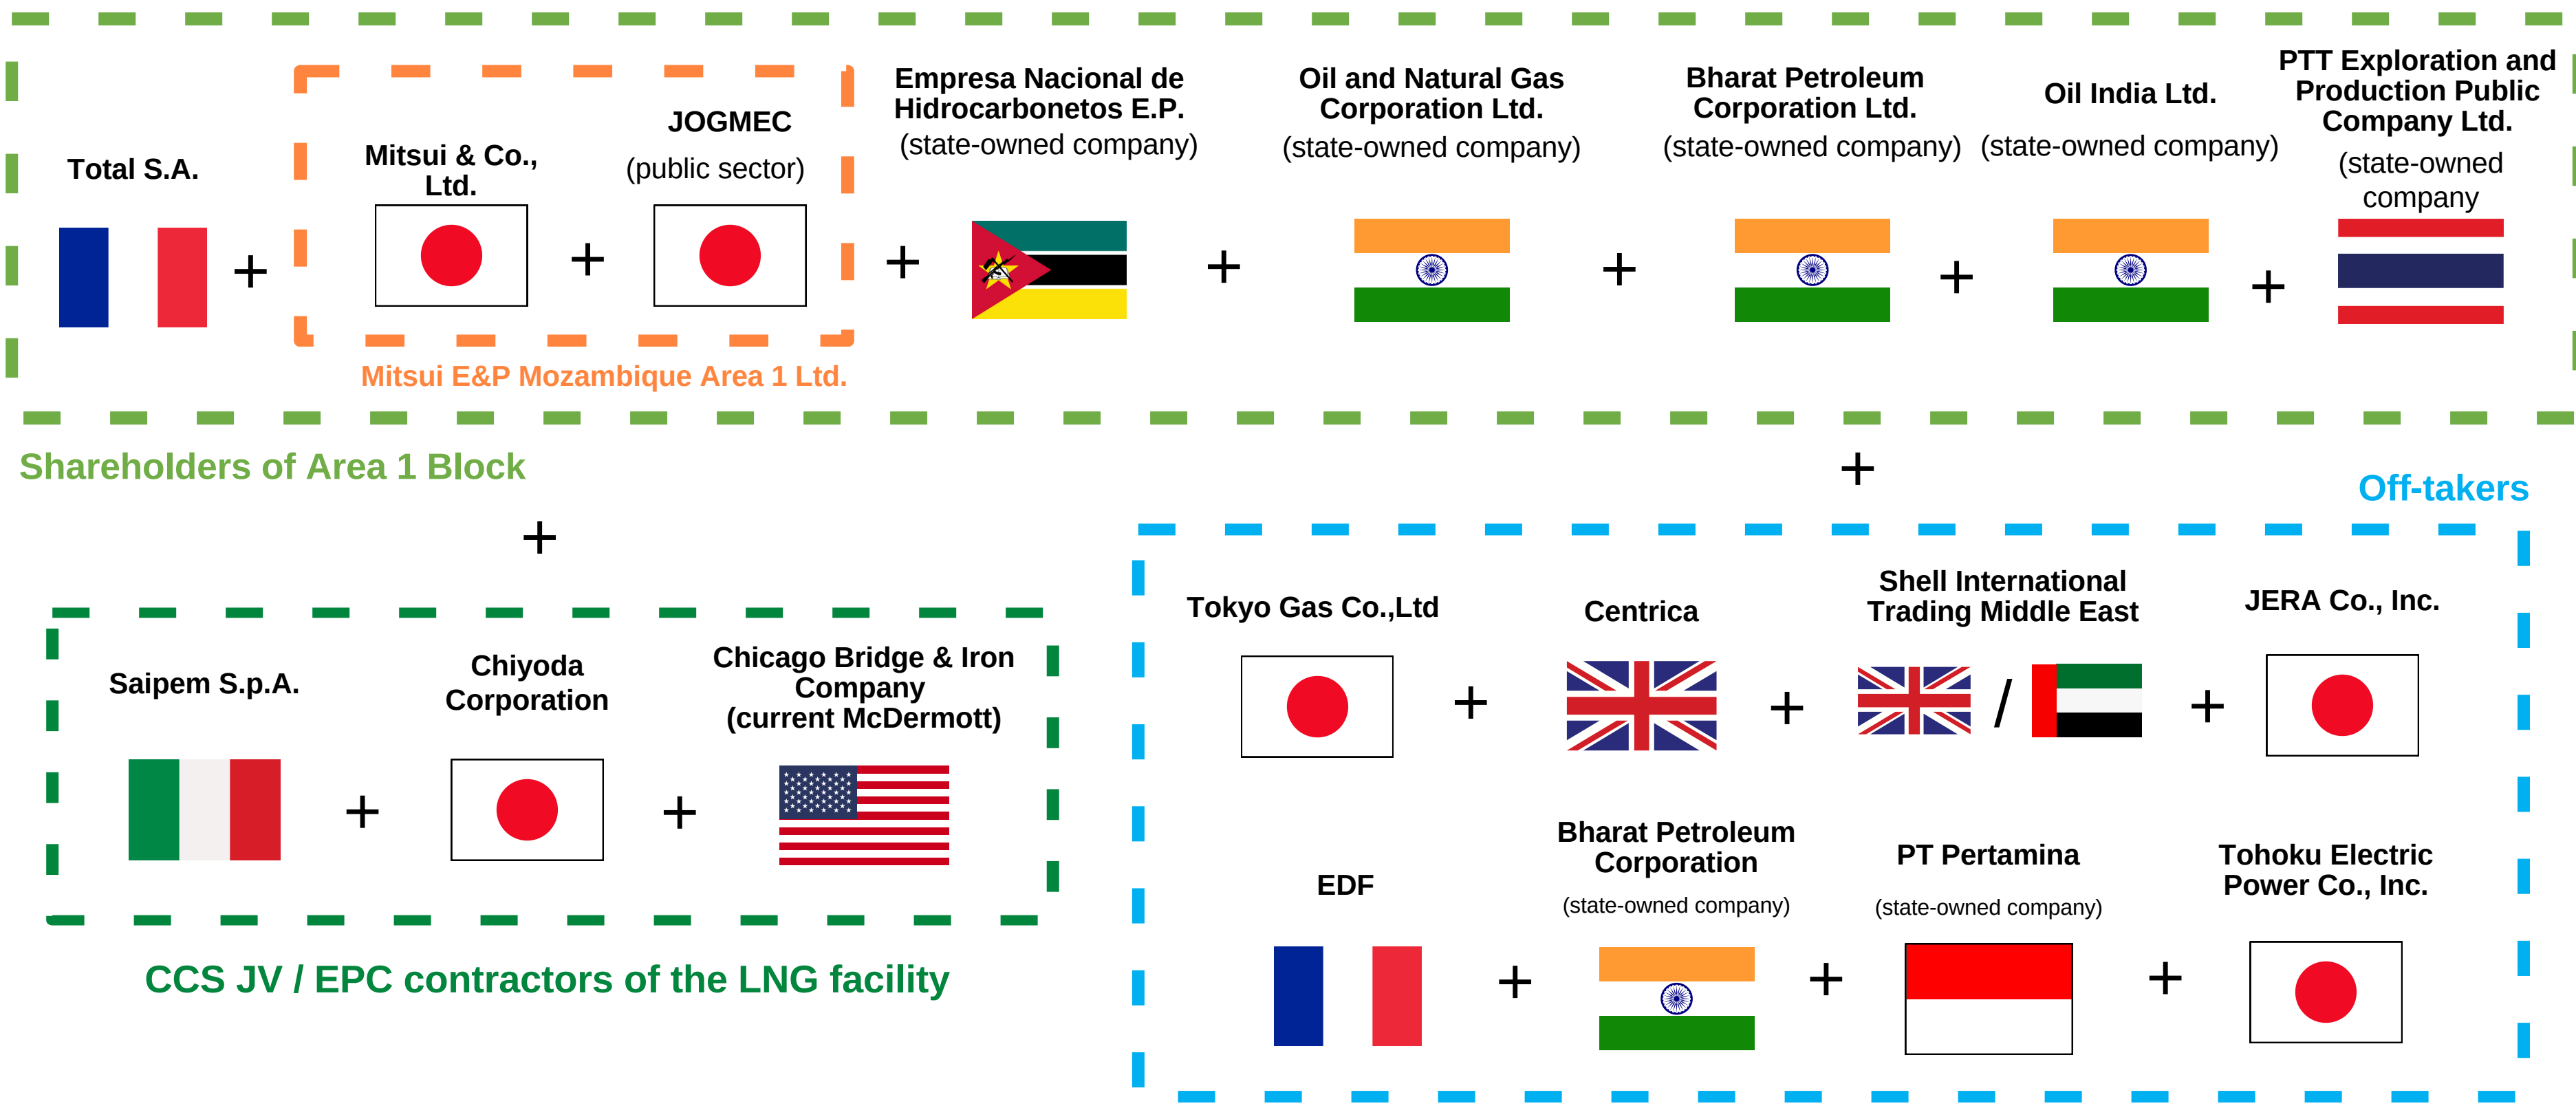 Total S.A.
Mitsui & Co.,
Ltd.
JOGMEC
(public sector)
Mitsui E&P Mozambique Area 1 Ltd.
Empresa Nacional de
Hidrocarbonetos E.P.
(state-owned company)
Oil and Natural Gas
Corporation Ltd.
(state-owned company)
Bharat Petroleum
Corporation Ltd.
(state-owned company)
Oil India Ltd.
(state-owned company)
PTT Exploration and
Production Public
Company Ltd.
(state-owned
company
+
+
+
+
+
+
+
Shareholders of Area 1 Block
+
+
Saipem S.p.A.
Chiyoda
Corporation
Chicago Bridge & Iron
Company
(current McDermott)
+
+
CCS JV / EPC contractors of the LNG facility
Off-takers
Tokyo Gas Co.,Ltd
Centrica
Shell International
Trading Middle East
JERA Co., Inc.
+
+
/
+
EDF
Bharat Petroleum
Corporation
(state-owned company)
PT Pertamina
(state-owned company)
Tohoku Electric
Power Co., Inc.
+
+
+